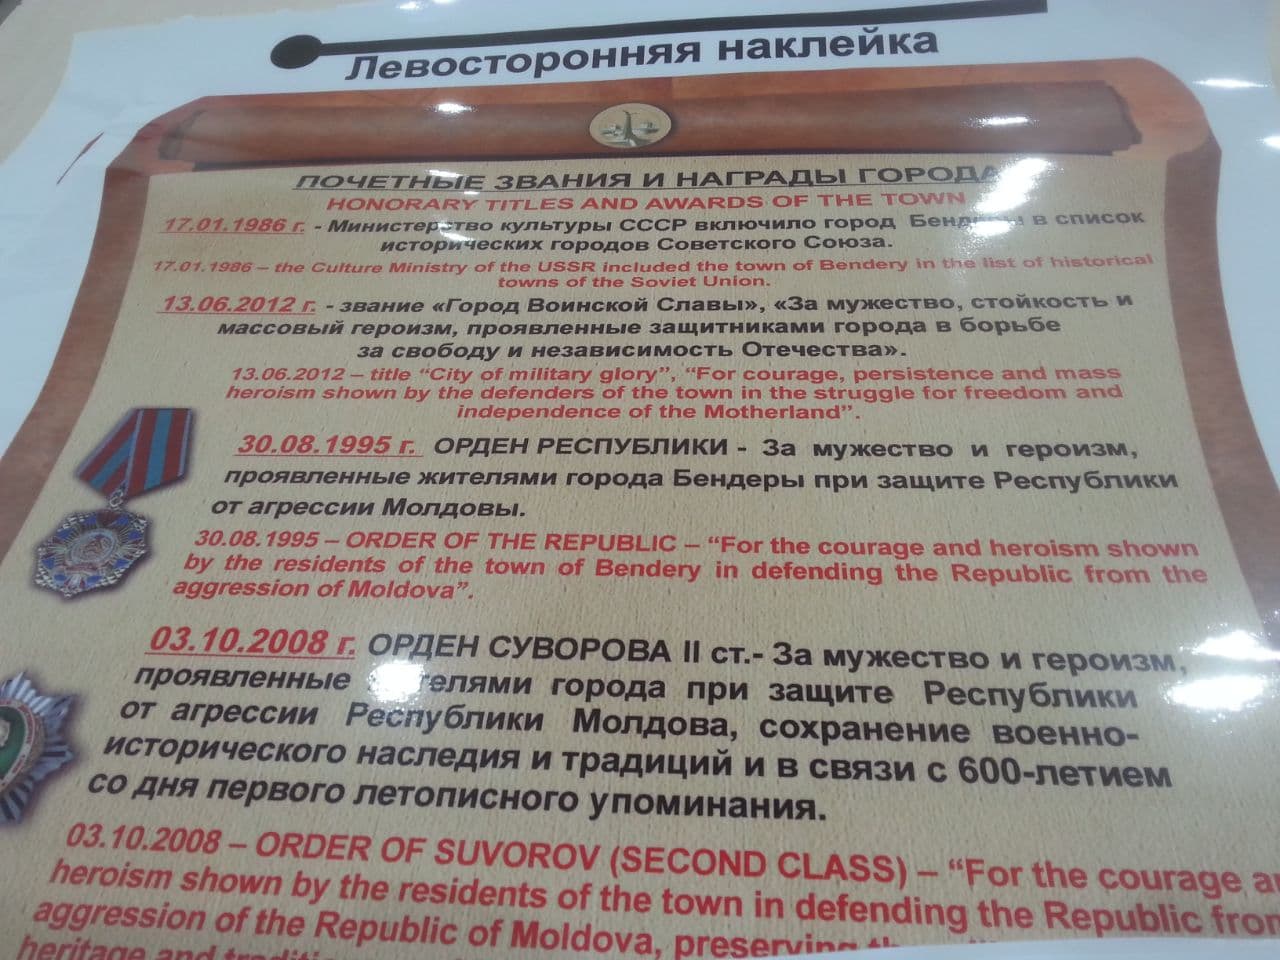 Левосторонняя наклейка
ПОЧЕТНЫЕ ЗВАНИЯ И НАГРАДЫ ГОРОДА
HONORARY TITLES AND AWARDS OF THE TOWN
17.01.1986 г. - Министерство культуры СССР включило город Бендеры в список
исторических городов Советского Союза.
17.01.1986 – the Culture Ministry of the USSR included the town of Bendery in the list of historical
towns of the Soviet Union.
13.06.2012 г. - звание «Город Воинской Славы», «За мужество, стойкость и
массовый героизм, проявленные защитниками города в борьбе
за свободу и независимость Отечества».
13.06.2012 – title “City of military glory”, “For courage, persistence and mass
heroism shown by the defenders of the town in the struggle for freedom and
independence of the Motherland”.
30.08.1995 г. ОРДЕН РЕСПУБЛИКИ - За мужество и героизм,
проявленные жителями города Бендеры при защите Республики
от агрессии Молдовы.
30.08.1995 – ORDER OF THE REPUBLIC – “For the courage and heroism shown
by the residents of the town of Bendery in defending the Republic from the
aggression of Moldova”.
03.10.2008 г. ОРДЕН СУВОРОВА II ст.- За мужество и героизм,
проявленные жителями города при защите Республики
от агрессии Республики Молдова, сохранение военно-
исторического наследия и традиций и в связи с 600-летием
со дня первого летописного упоминания.
03.10.2008 – ORDER OF SUVOROV (SECOND CLASS) – “For the courage
heroism shown by the residents of the town in defending the Republic from
aggression of the Republic of Moldova, preserving
heritage and